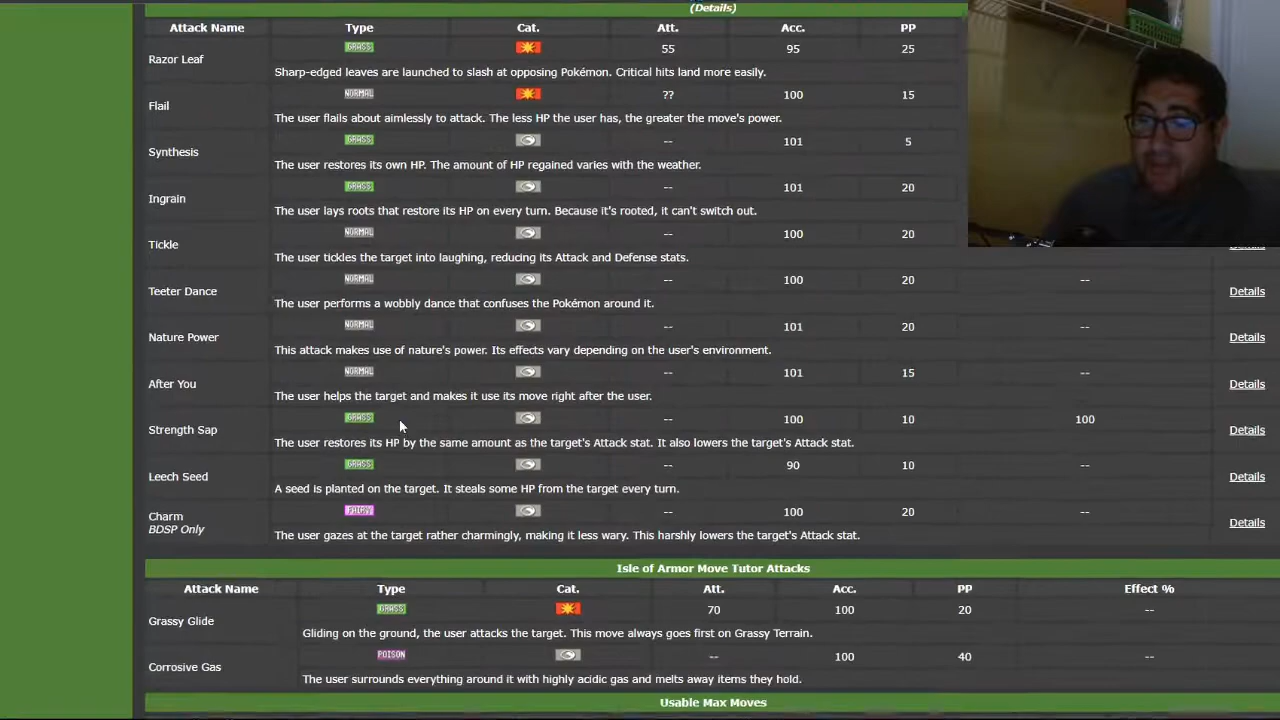 (Details)
Attack Name Type Cat. Att. Acc. PP
Razor Leaf GRASS 55 95 25
Sharp-edged leaves are launched to slash at opposing Pokémon. Critical hits land more easily.
Flail NORMAL ?? 100 15
The user flails about aimlessly to attack. The less HP the user has, the greater the move's power.
Synthesis GRASS -- 101 5
The user restores its own HP. The amount of HP regained varies with the weather.
Ingrain GRASS -- 101 20
The user lays roots that restore its HP on every turn. Because it's rooted, it can't switch out.
Tickle NORMAL -- 100 20
The user tickles the target into laughing, reducing its Attack and Defense stats.
Teeter Dance NORMAL -- 100 20 -- Details
The user performs a wobbly dance that confuses the Pokémon around it.
Nature Power NORMAL -- 101 20 -- Details
This attack makes use of nature's power. Its effects vary depending on the user's environment.
After You NORMAL -- 101 15 -- Details
The user helps the target and makes it use its move right after the user.
Strength Sap GRASS -- 100 10 100 Details
The user restores its HP by the same amount as the target's Attack stat. It also lowers the target's Attack stat.
Leech Seed GRASS -- 90 10 -- Details
A seed is planted on the target. It steals some HP from the target every turn.
Charm FAIRY -- 100 20 -- Details
BDSP Only
The user gazes at the target rather charmingly, making it less wary. This harshly lowers the target's Attack stat.
Isle of Armor Move Tutor Attacks
Attack Name Type Cat. Att. Acc. PP Effect %
Grassy Glide GRASS 70 100 20 --
Gliding on the ground, the user attacks the target. This move always goes first on Grassy Terrain.
Corrosive Gas POISON -- 100 40 --
The user surrounds everything around it with highly acidic gas and melts away items they hold.
Usable Max Moves